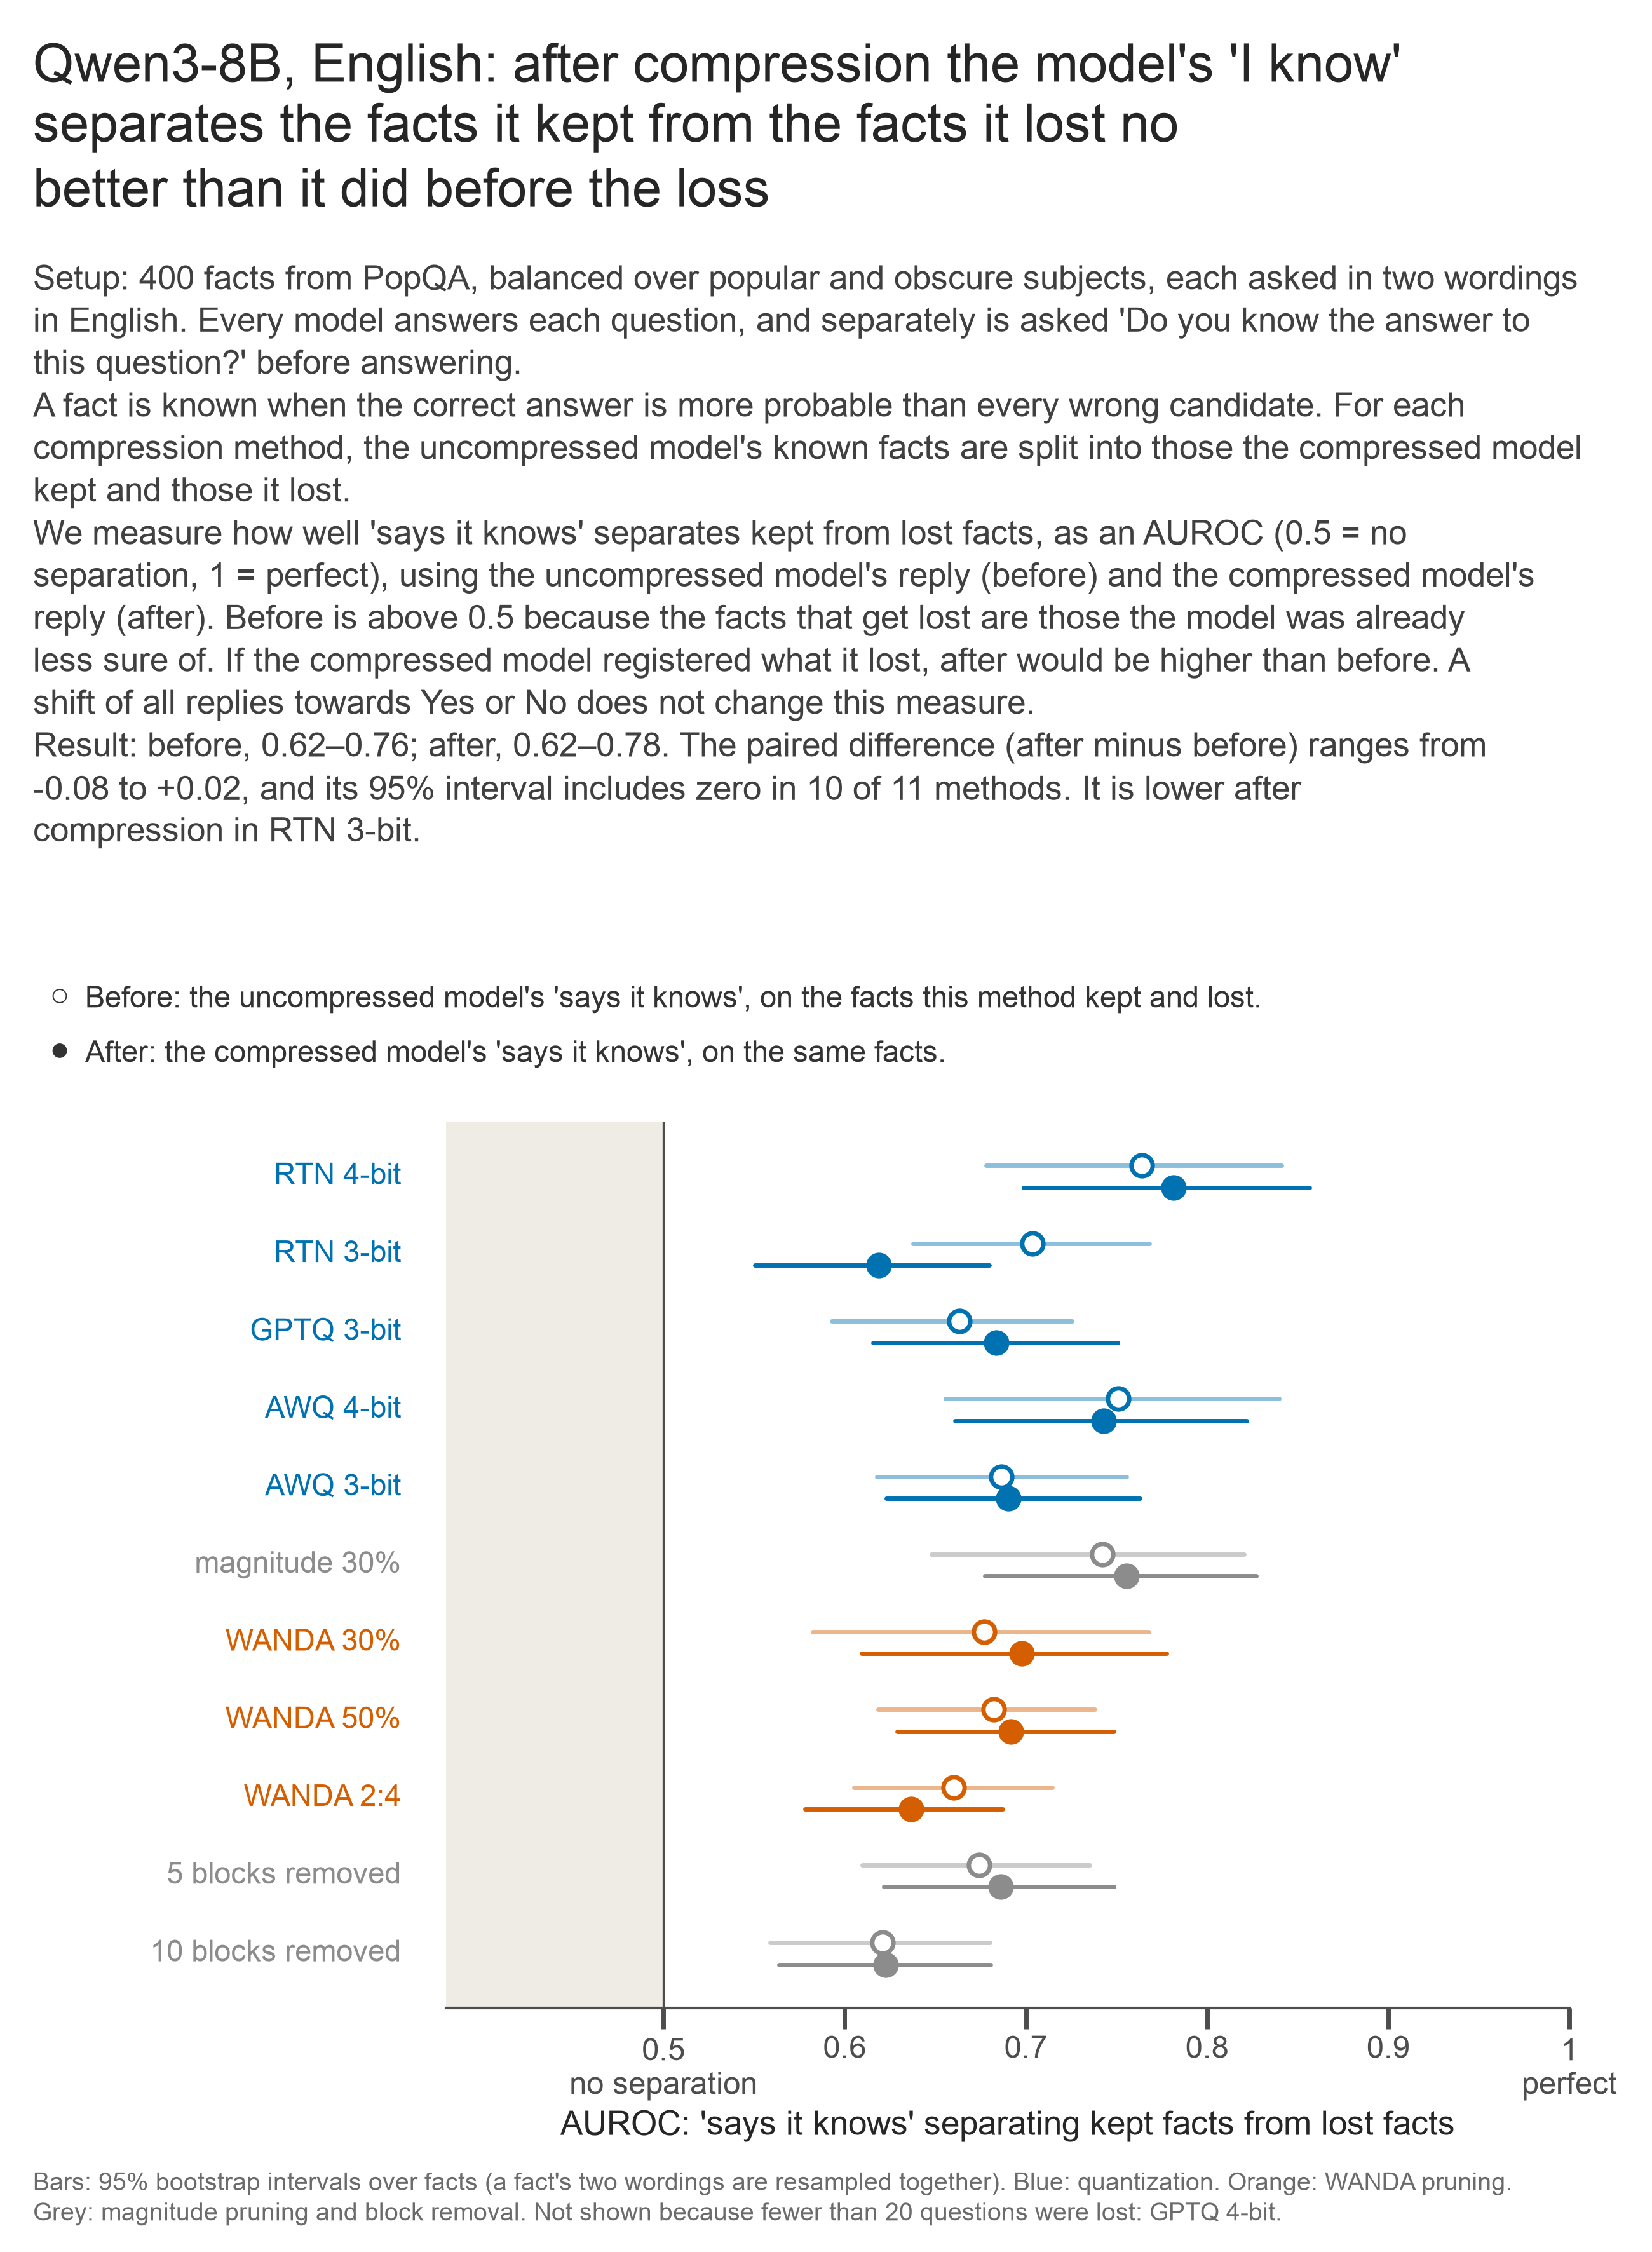 Qwen3-8B, English: after compression the model's 'I know'
separates the facts it kept from the facts it lost no
better than it did before the loss
Setup: 400 facts from PopQA, balanced over popular and obscure subjects, each asked in two wordings
in English. Every model answers each question, and separately is asked 'Do you know the answer to
this question?' before answering.
A fact is known when the correct answer is more probable than every wrong candidate. For each
compression method, the uncompressed model's known facts are split into those the compressed model
kept and those it lost.
We measure how well 'says it knows' separates kept from lost facts, as an AUROC (0.5 = no
separation, 1 = perfect), using the uncompressed model's reply (before) and the compressed model's
reply (after). Before is above 0.5 because the facts that get lost are those the model was already
less sure of. If the compressed model registered what it lost, after would be higher than before. A
shift of all replies towards Yes or No does not change this measure.
Result: before, 0.62–0.76; after, 0.62–0.78. The paired difference (after minus before) ranges from
-0.08 to +0.02, and its 95% interval includes zero in 10 of 11 methods. It is lower after
compression in RTN 3-bit.
Before: the uncompressed model's 'says it knows', on the facts this method kept and lost.
After: the compressed model's 'says it knows', on the same facts.
RTN 4-bit
RTN 3-bit
GPTQ 3-bit
AWQ 4-bit
AWQ 3-bit
magnitude 30%
WANDA 30%
WANDA 50%
WANDA 2:4
5 blocks removed
10 blocks removed
0.5 0.6 0.7 0.8 0.9 1
no separation perfect
AUROC: 'says it knows' separating kept facts from lost facts
Bars: 95% bootstrap intervals over facts (a fact's two wordings are resampled together). Blue: quantization. Orange: WANDA pruning.
Grey: magnitude pruning and block removal. Not shown because fewer than 20 questions were lost: GPTQ 4-bit.